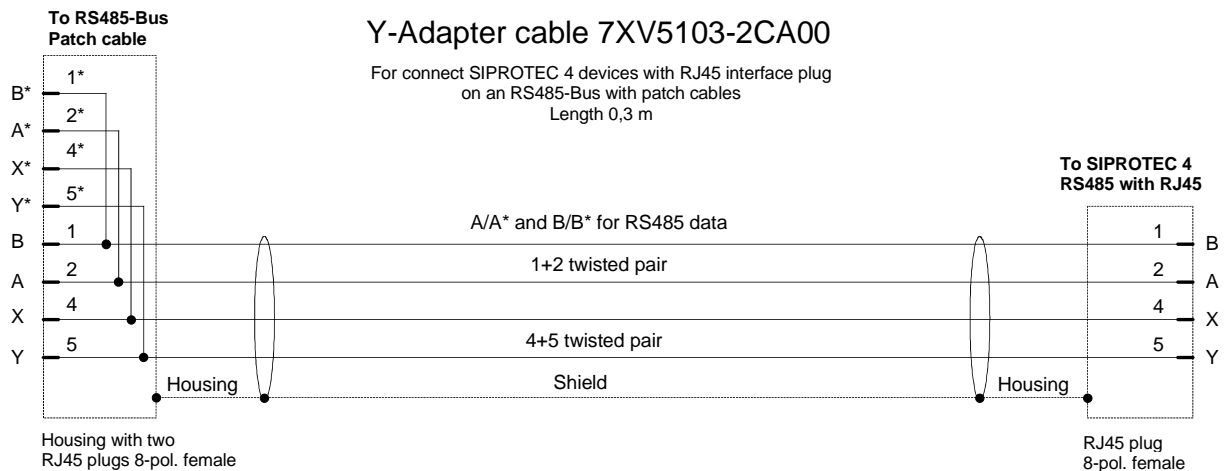 To RS485-Bus
Patch cable
Y-Adapter cable 7XV5103-2CA00
For connect SIPROTEC 4 devices with RJ45 interface plug
on an RS485-Bus with patch cables
Length 0,3 m
B* 1*
A* 2*
X* 4*
Y* 5*
To SIPROTEC 4
RS485 with RJ45
A/A* and B/B* for RS485 data
B 1 1 B
1+2 twisted pair
A 2 2 A
X 4 4 X
4+5 twisted pair
Y 5 5 Y
Housing Shield Housing
Housing with two
RJ45 plugs 8-pol. female
RJ45 plug
8-pol. female